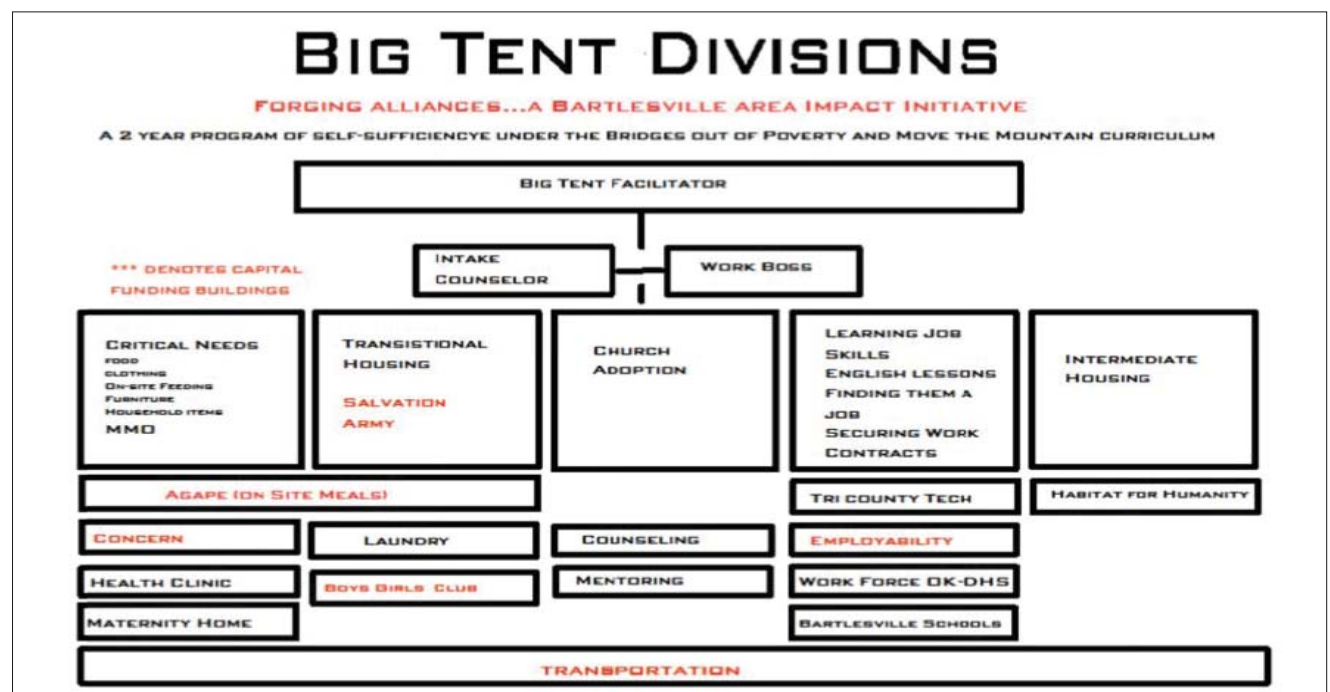 Big Tent Divisions
Forging alliances...a Bartlesville area Impact Initiative
A 2 year program of self-sufficiencye under the Bridges out of Poverty and Move the Mountain curriculum
Big Tent Facilitator
*** denotes capital
funding buildings
Intake
Counselor
Work Boss
Critical Needs
food
clothing
On-site Feeding
Furniture
Household items
MMO
Transistional
Housing
Salvation
Army
Church
Adoption
Learning Job
Skills
English lessons
Finding them a
job
Securing Work
Contracts
Intermediate
Housing
Agape (on Site Meals)
Tri County Tech
Habitat for Humanity
Concern
Laundry
Counseling
Employability
Health Clinic
Boys Girls Club
Mentoring
Work Force OK-DHS
Maternity Home
Bartlesville Schools
Transportation